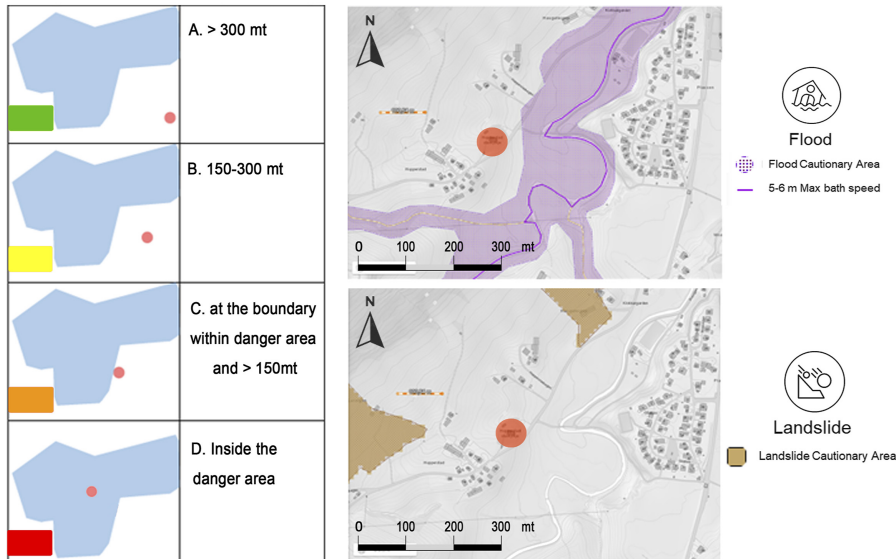 A. > 300 mt
B. 150-300 mt
C. at the boundary
within danger area
and > 150mt
D. Inside the
danger area
N
0 100 200 300 mt
N
0 100 200 300 mt
Flood
Flood Cautionary Area
5-6 m Max bath speed
Landslide
Landslide Cautionary Area